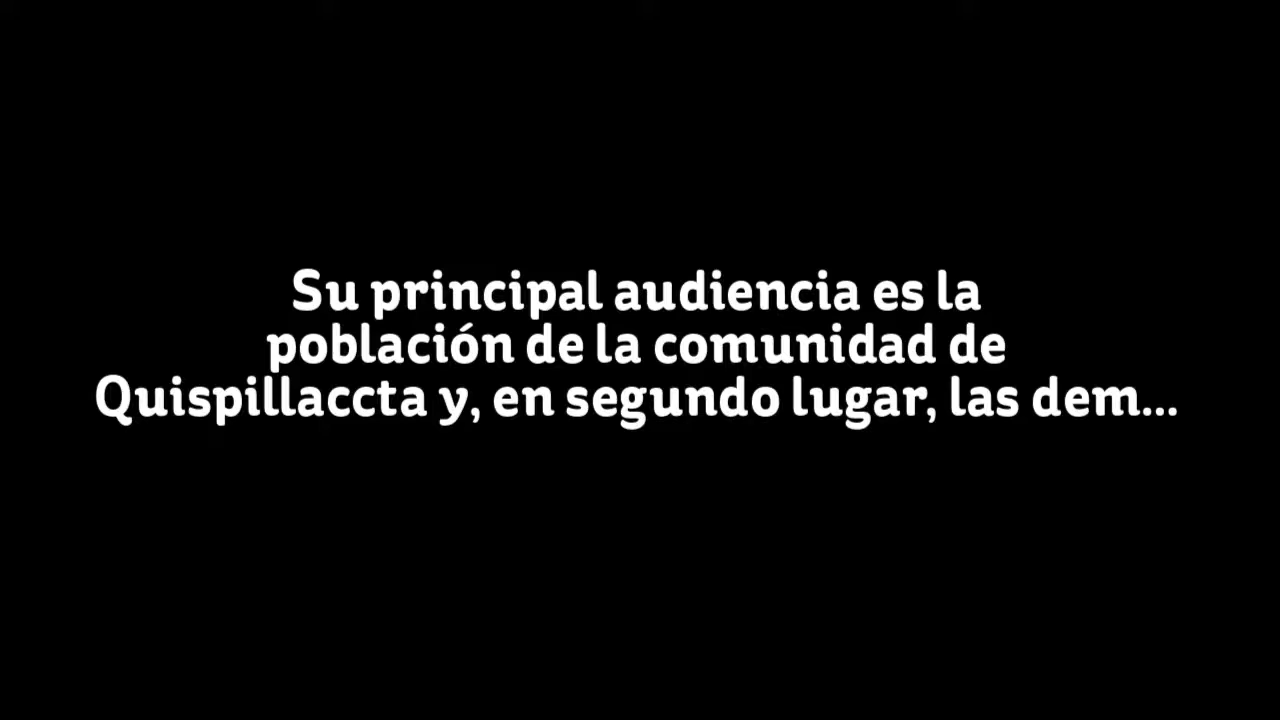 Su principal audiencia es la
población de la comunidad de
Quispillaccta y, en segundo lugar, las dem...